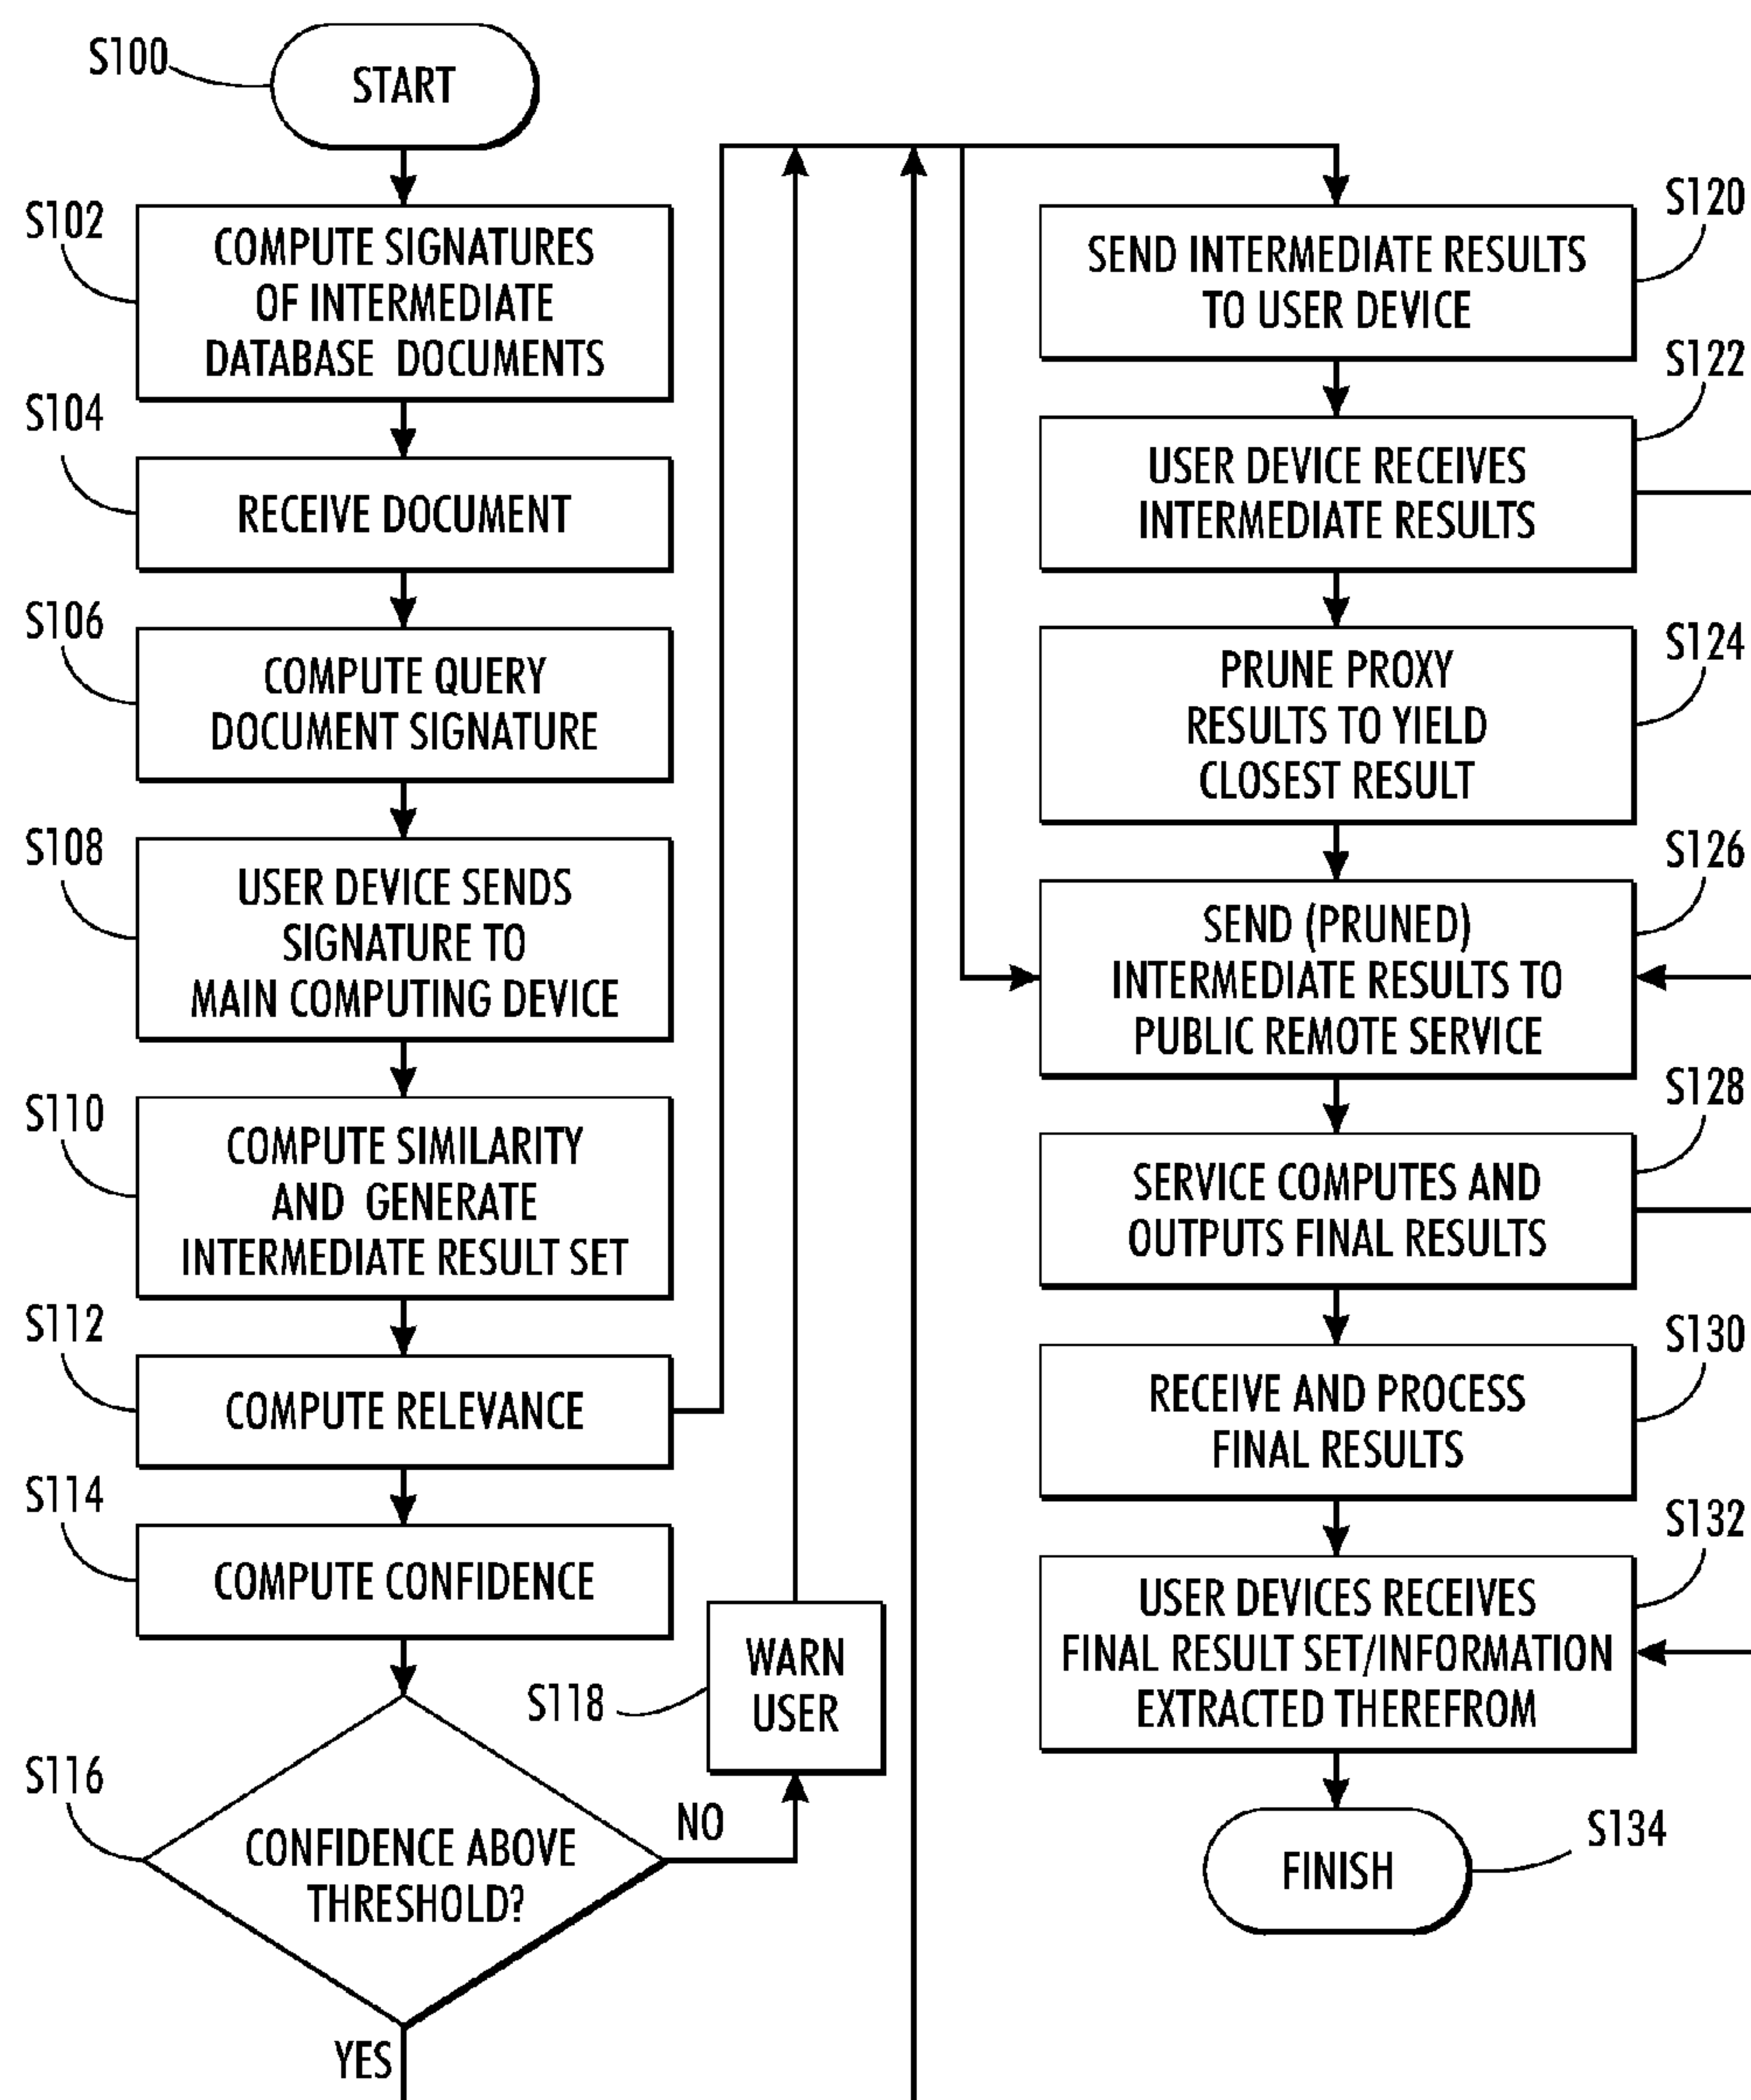 S100
START
S102
COMPUTE SIGNATURES
OF INTERMEDIATE
DATABASE DOCUMENTS
S104
RECEIVE DOCUMENT
S106
COMPUTE QUERY
DOCUMENT SIGNATURE
S108
USER DEVICE SENDS
SIGNATURE TO
MAIN COMPUTING DEVICE
S110
COMPUTE SIMILARITY
AND GENERATE
INTERMEDIATE RESULT SET
S112
COMPUTE RELEVANCE
S114
COMPUTE CONFIDENCE
S116
CONFIDENCE ABOVE
THRESHOLD?
YES
NO
S118
WARN
USER
S120
SEND INTERMEDIATE RESULTS
TO USER DEVICE
S122
USER DEVICE RECEIVES
INTERMEDIATE RESULTS
S124
PRUNE PROXY
RESULTS TO YIELD
CLOSEST RESULT
S126
SEND (PRUNED)
INTERMEDIATE RESULTS TO
PUBLIC REMOTE SERVICE
S128
SERVICE COMPUTES AND
OUTPUTS FINAL RESULTS
S130
RECEIVE AND PROCESS
FINAL RESULTS
S132
USER DEVICES RECEIVES
FINAL RESULT SET/INFORMATION
EXTRACTED THEREFROM
S134
FINISH